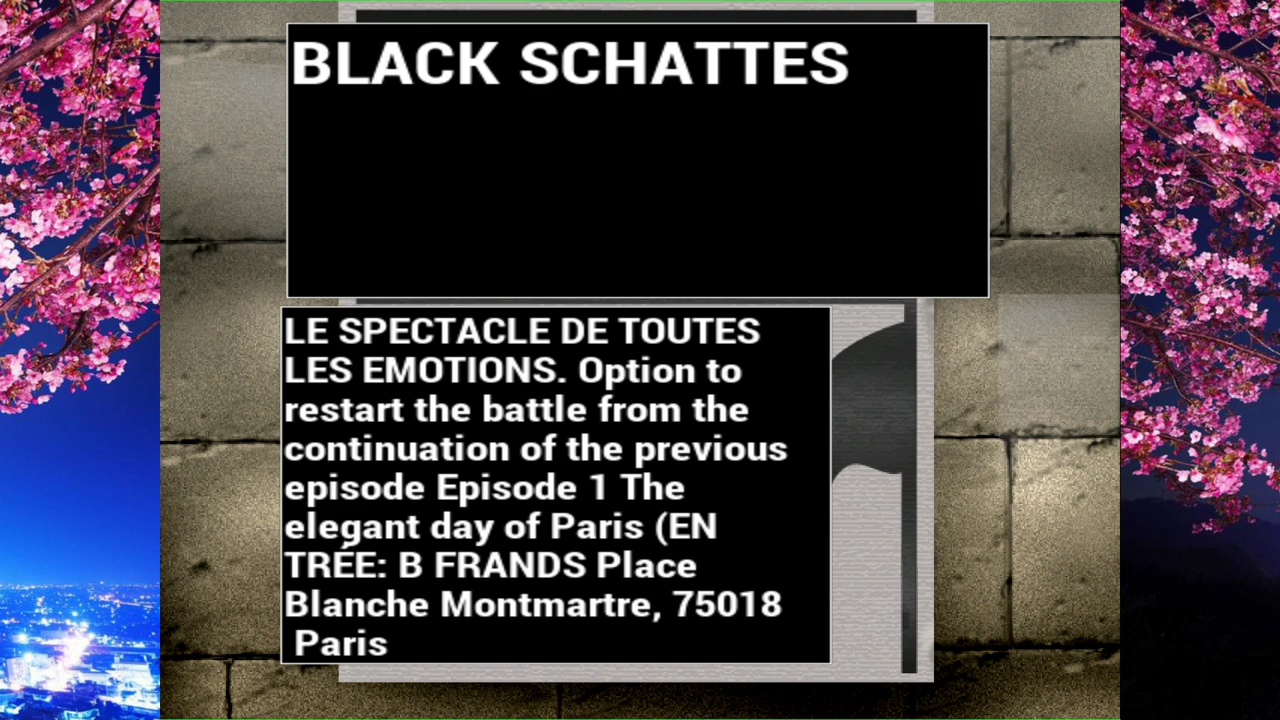 BLACK SCHATTES
LE SPECTACLE DE TOUTES
LES EMOTIONS. Option to
restart the battle from the
continuation of the previous
episode Episode 1 The
elegant day of Paris (EN
TRÉE: B FRANDS Place
Blanche Montmartre, 75018
Paris